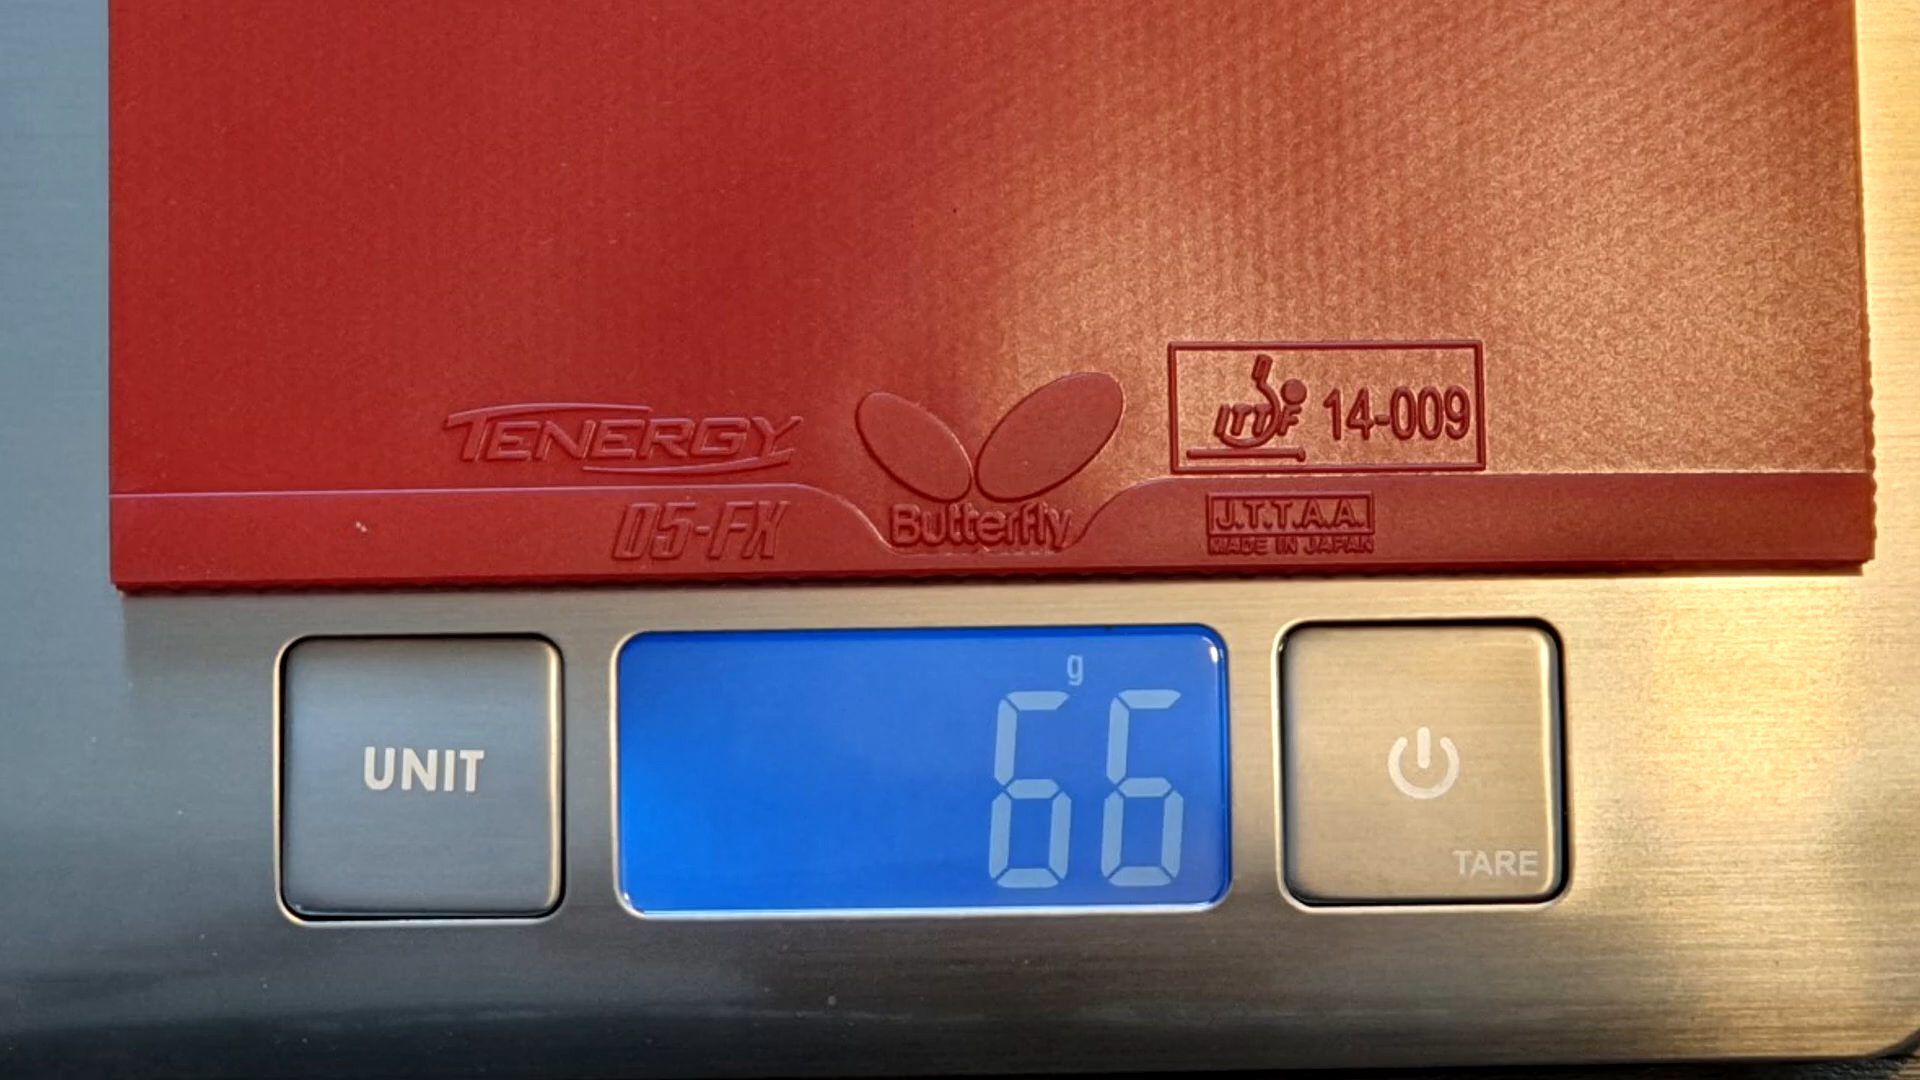 TENERGY
05-FX
Butterfly
ITTF 14-009
J.T.T.A.A.
MADE IN JAPAN
UNIT
g
66
TARE